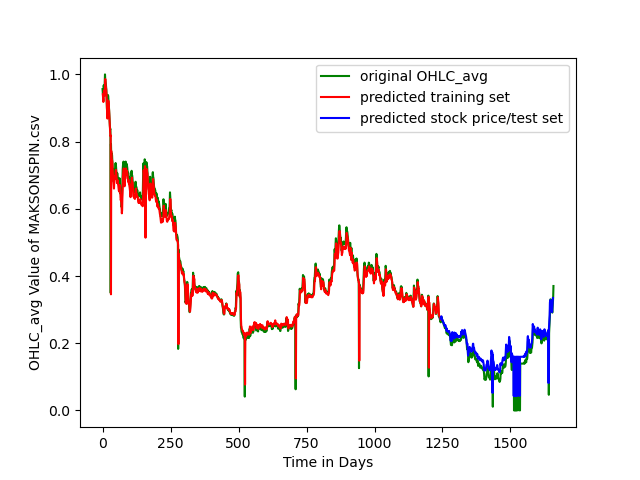 original OHLC_avg
predicted training set
predicted stock price/test set
OHLC_avg Value of MAKSONSPIN.csv
1.0
0.8
0.6
0.4
0.2
0.0
0 250 500 750 1000 1250 1500
Time in Days